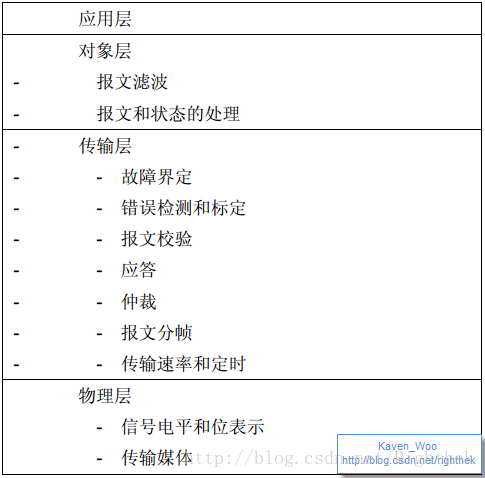 应用层
对象层
- 报文滤波
- 报文和状态的处理
- 传输层
- - 故障界定
- - 错误检测和标定
- - 报文校验
- - 应答
- - 仲裁
- - 报文分帧
- - 传输速率和定时
物理层
- 信号电平和位表示
- 传输媒体
http://blog.csdn.net/righthek
Kaven_Woo
http://blog.csdn.net/righthek